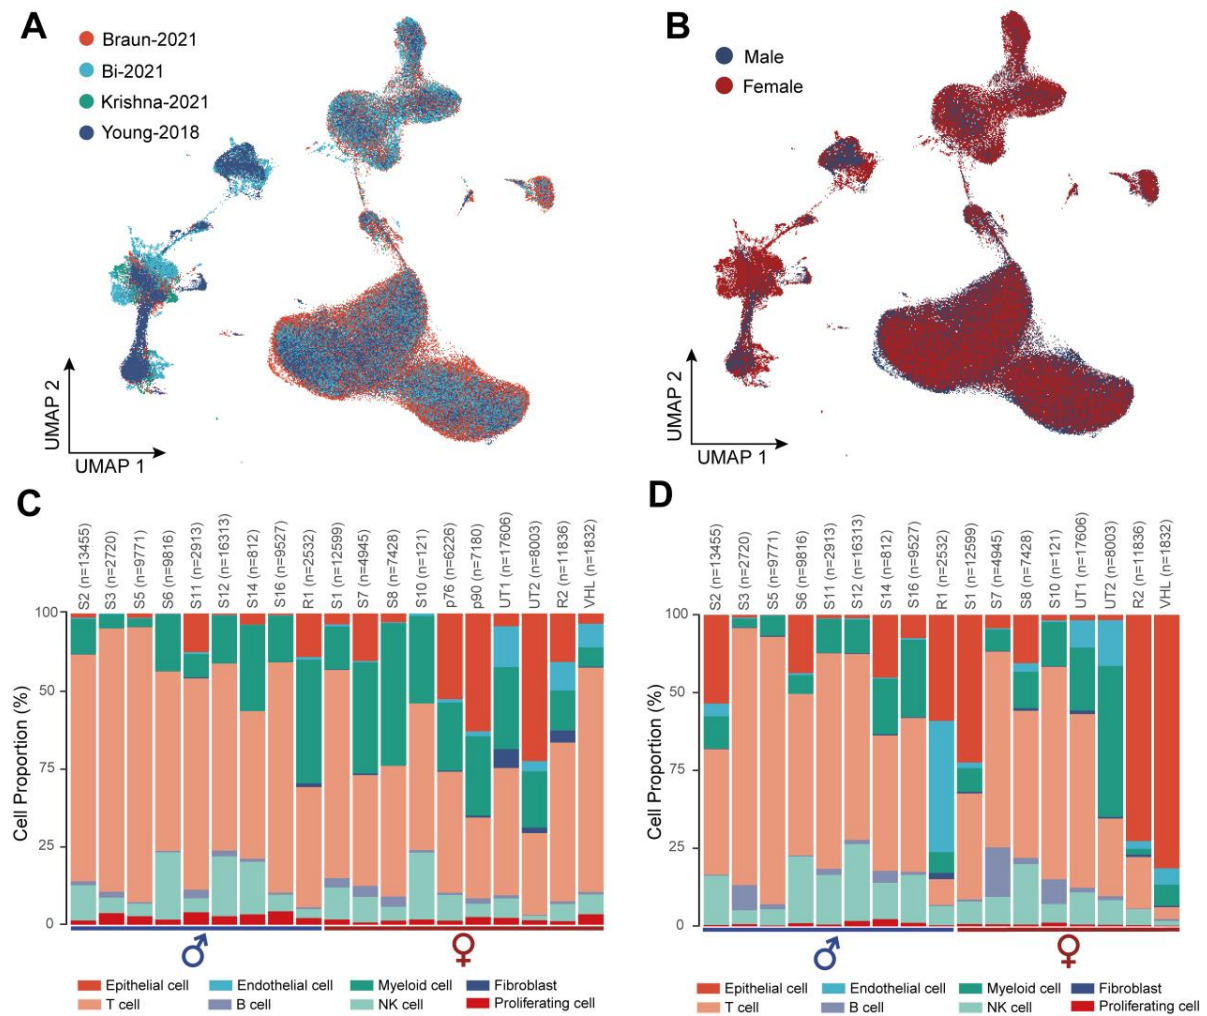 A
Braun-2021
Bi-2021
Krishna-2021
Young-2018
UMAP 2
UMAP 1
B
Male
Female
UMAP 2
UMAP 1
C
S2 (n=13455)
S3 (n=2720)
S5 (n=9771)
S6 (n=9816)
S11 (n=2913)
S12 (n=16313)
S14 (n=812)
S16 (n=9527)
R1 (n=2532)
S1 (n=12599)
S7 (n=4945)
S8 (n=7428)
S10 (n=121)
p76 (n=6226)
p90 (n=7180)
UT1 (n=17606)
UT2 (n=8003)
R2 (n=11836)
VHL (n=1832)
Cell Proportion (%)
100
50
75
25
0
♂
♀
Epithelial cell
Endothelial cell
Myeloid cell
Fibroblast
T cell
B cell
NK cell
Proliferating cell
D
S2 (n=13455)
S3 (n=2720)
S5 (n=9771)
S6 (n=9816)
S11 (n=2913)
S12 (n=16313)
S14 (n=812)
S16 (n=9527)
R1 (n=2532)
S1 (n=12599)
S7 (n=4945)
S8 (n=7428)
S10 (n=121)
UT1 (n=17606)
UT2 (n=8003)
R2 (n=11836)
VHL (n=1832)
Cell Proportion (%)
100
50
75
25
0
♂
♀
Epithelial cell
Endothelial cell
Myeloid cell
Fibroblast
T cell
B cell
NK cell
Proliferating cell